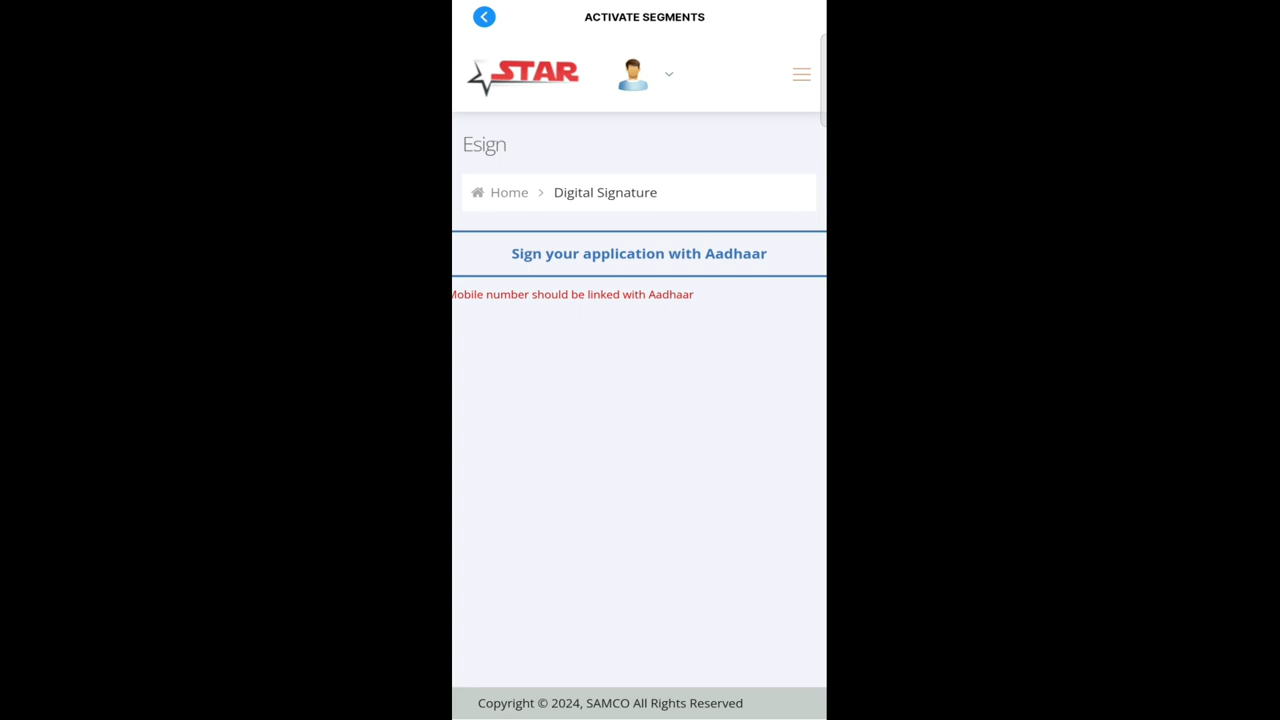 ACTIVATE SEGMENTS
STAR
Esign
Home > Digital Signature
Sign your application with Aadhaar
Mobile number should be linked with Aadhaar
Copyright © 2024, SAMCO All Rights Reserved